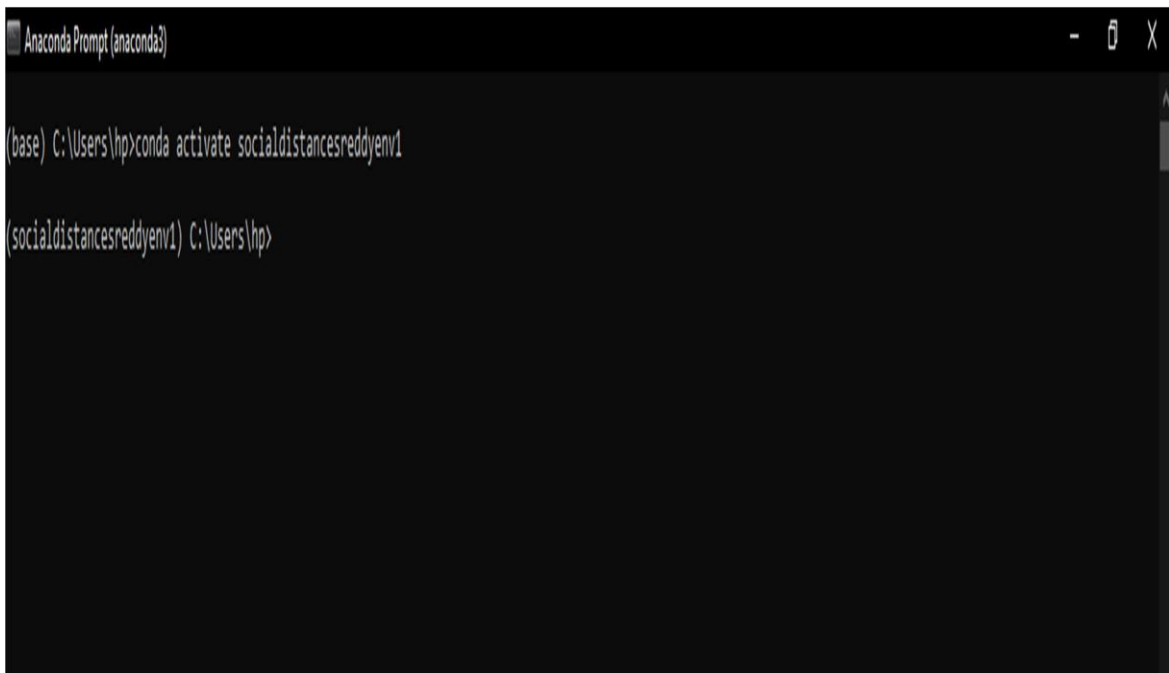 Anaconda Prompt (anaconda3)
(base) C:\Users\hp>conda activate socialdistancesreddyenv1
(socialdistancesreddyenv1) C:\Users\hp>